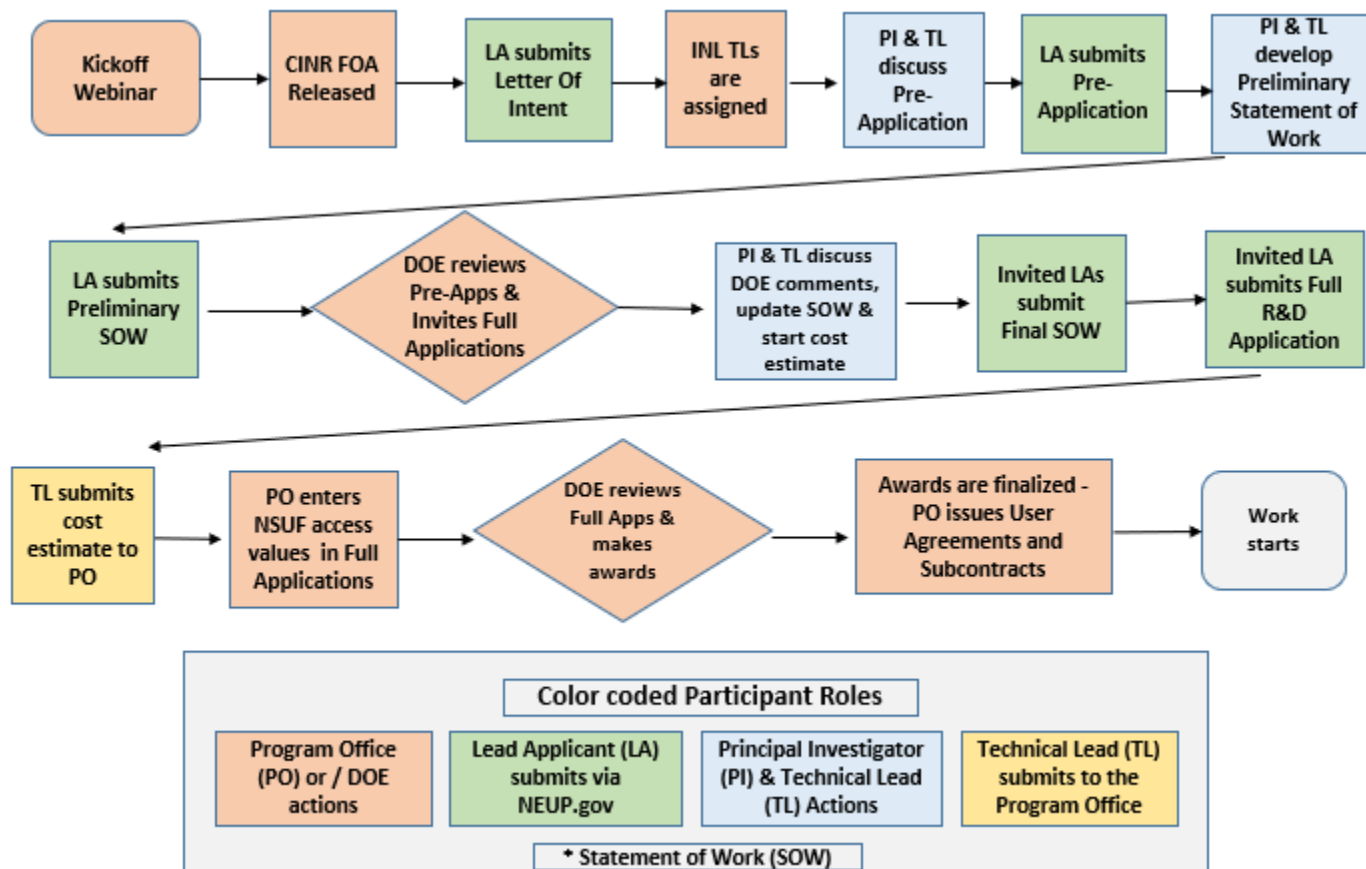 Kickoff
Webinar
CINR FOA
Released
LA submits
Letter Of
Intent
INL TLs
are
assigned
PI & TL
discuss
Pre-
Application
LA submits
Pre-
Application
PI & TL
develop
Preliminary
Statement of
Work
LA submits
Preliminary
SOW
DOE reviews
Pre-Apps &
Invites Full
Applications
PI & TL discuss
DOE comments,
update SOW &
start cost
estimate
Invited LAs
submit
Final SOW
Invited LA
submits Full
R&D
Application
TL submits
cost
estimate to
PO
PO enters
NSUF access
values in Full
Applications
DOE reviews
Full Apps &
makes
awards
Awards are finalized -
PO issues User
Agreements and
Subcontracts
Work
starts
Color coded Participant Roles
Program Office
(PO) or / DOE
actions
Lead Applicant (LA)
submits via
NEUP.gov
Principal Investigator
(PI) & Technical Lead
(TL) Actions
Technical Lead (TL)
submits to the
Program Office
* Statement of Work (SOW)